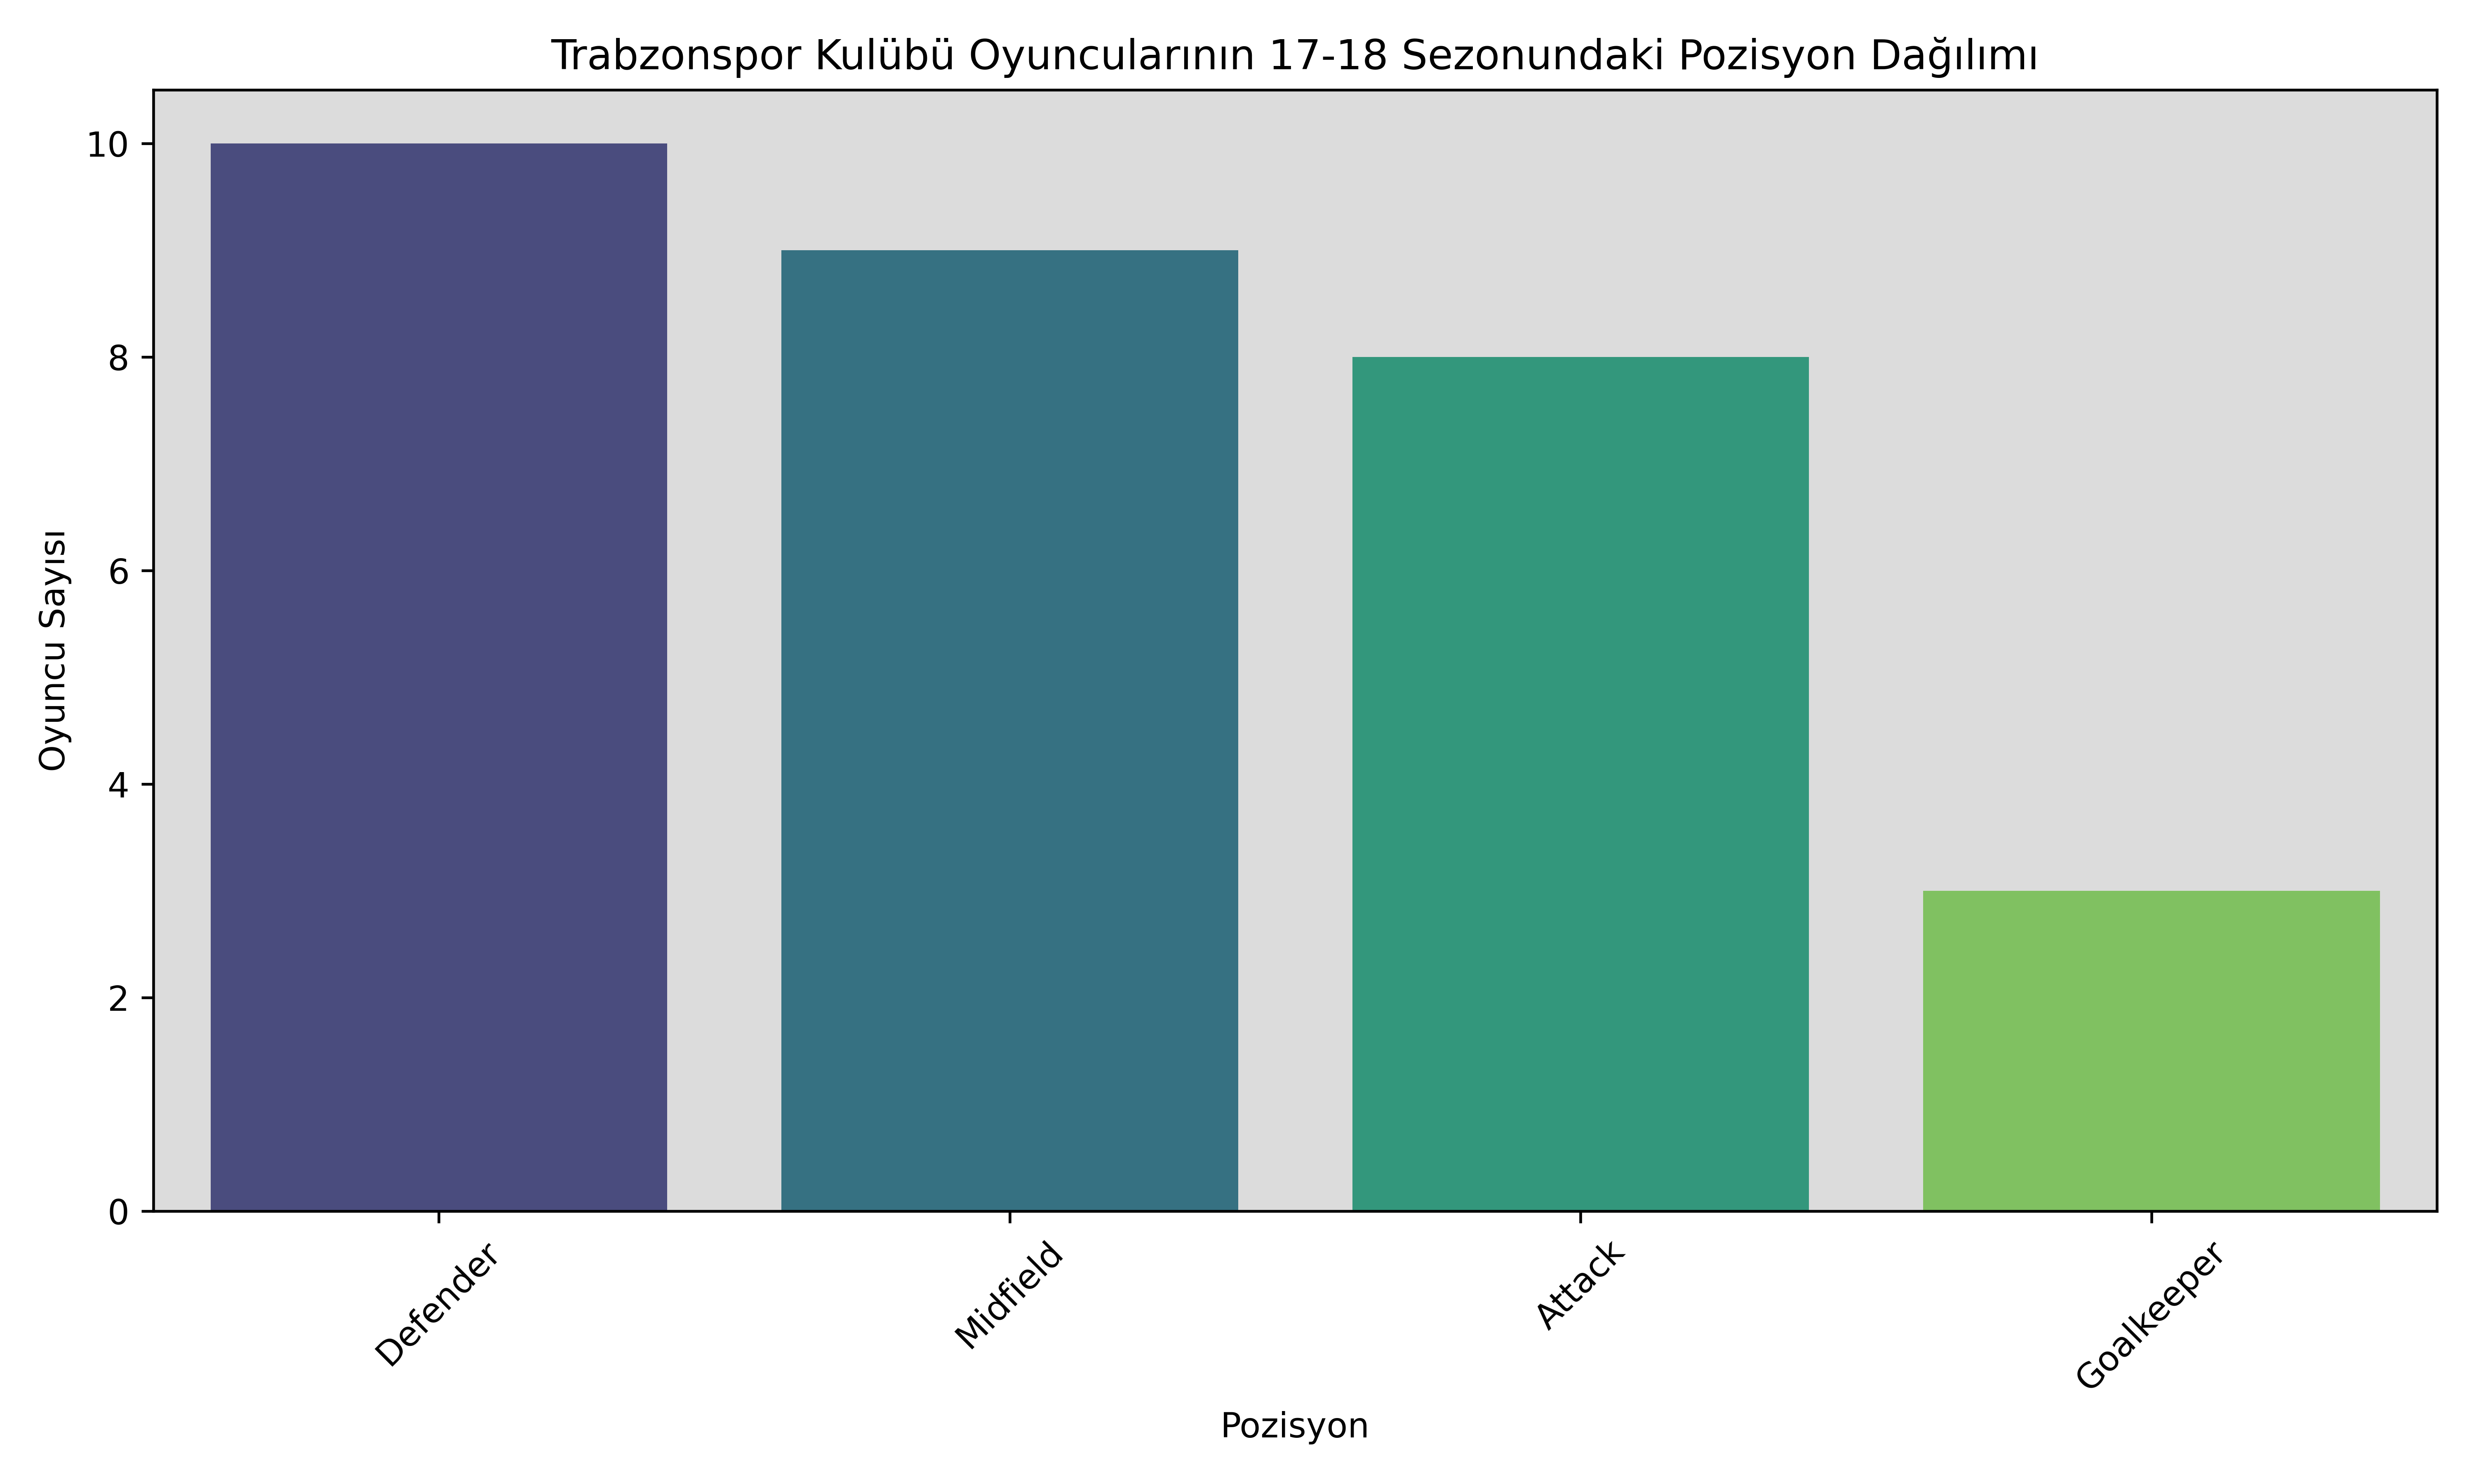 Trabzonspor Kulübü Oyuncularının 17-18 Sezonundaki Pozisyon Dağılımı
Oyuncu Sayısı
10
8
6
4
2
0
Defender
Midfield
Attack
Goalkeeper
Pozisyon